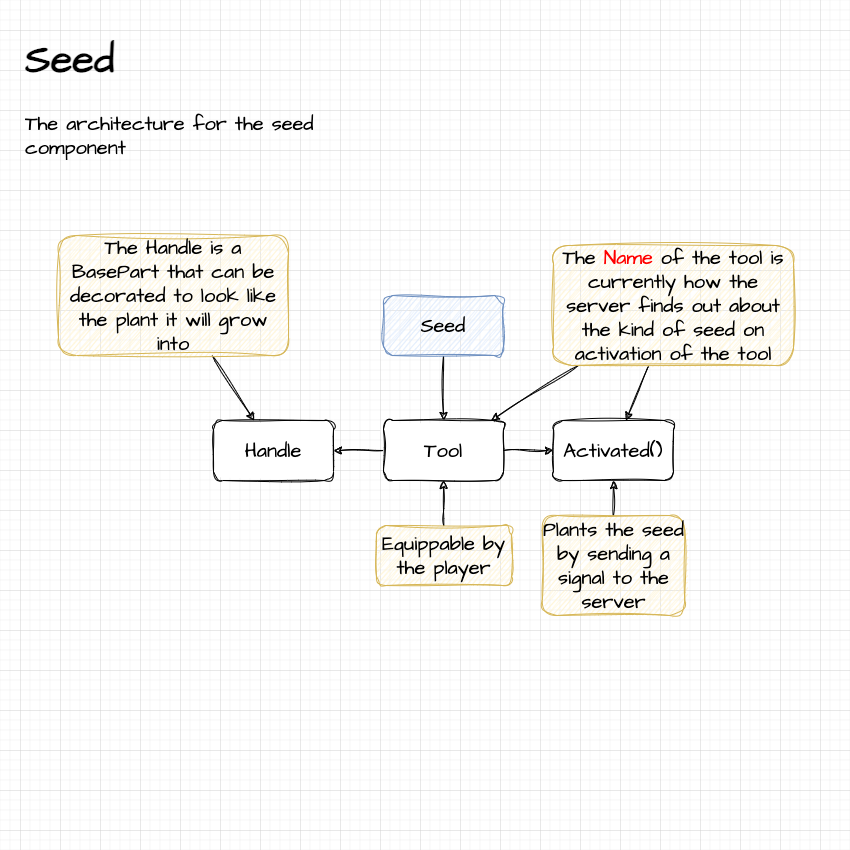 Seed
The architecture for the seed
component
The Handle is a
BasePart that can be
decorated to look like
the plant it will grow
into
The Name of the tool is
currently how the
server finds out about
the kind of seed on
activation of the tool
Seed
Handle
Tool
Activated()
Equippable by
the player
Plants the seed
by sending a
signal to the
server